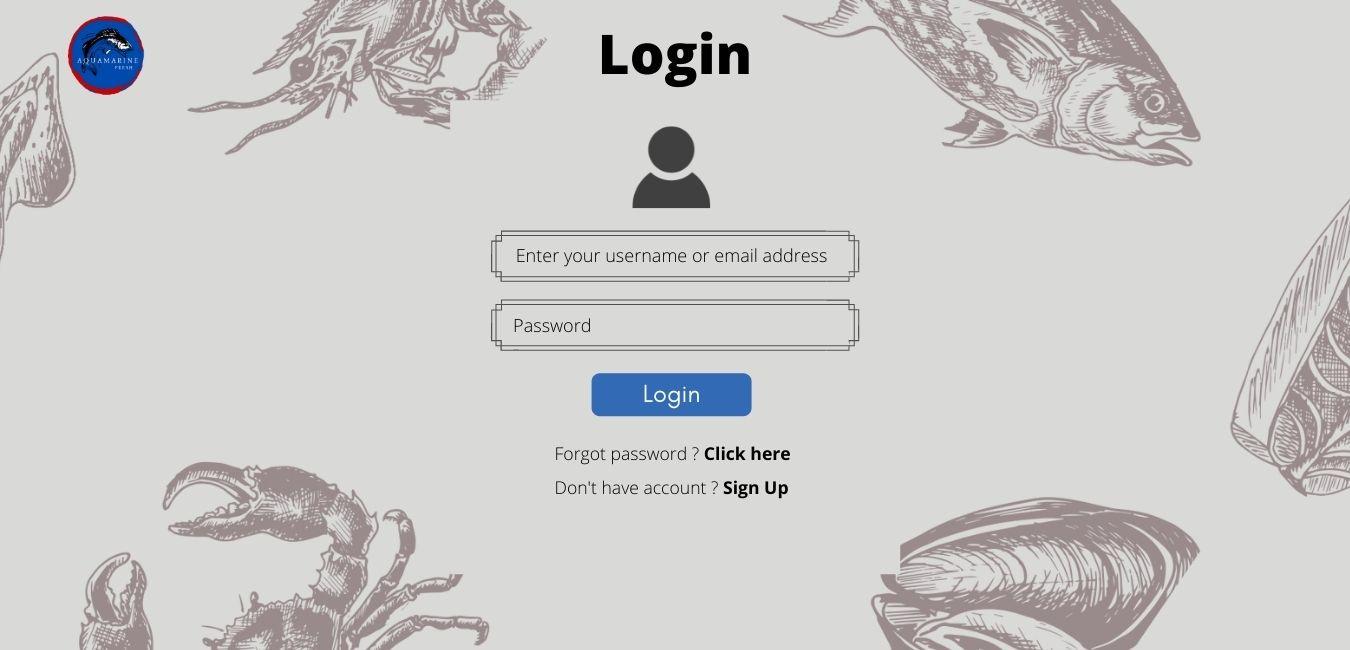 Login
AQUAMARINE
FRESH
Enter your username or email address
Password
Login
Forgot password ? Click here
Don't have account ? Sign Up